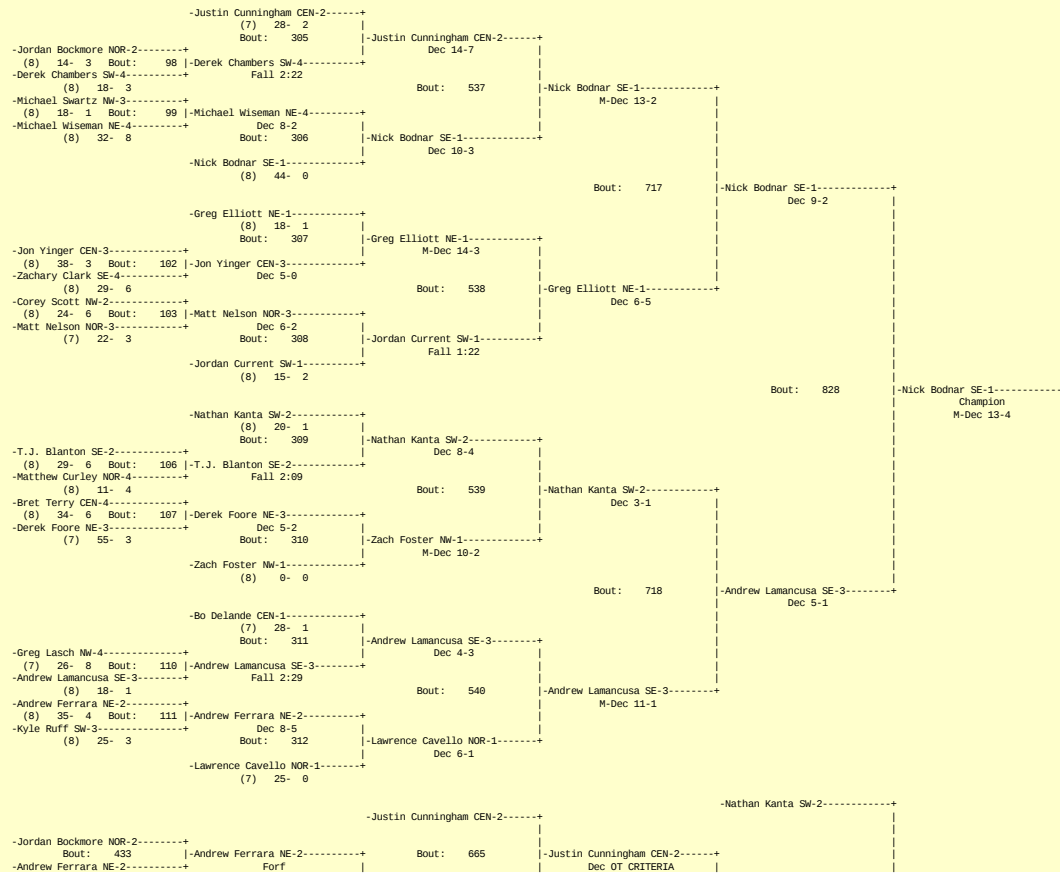 -Justin Cunningham CEN-2------+
(7)   28-  2                   |
Bout:   305         |-Justin Cunningham CEN-2------+
-Jordan Bockmore NOR-2--------+                               |          Dec 14-7                   |
(8)   14-  3   Bout:    98 |-Derek Chambers SW-4----------+                               |
-Derek Chambers SW-4----------+          Fall 2:22                                                  |
(8)   18-  3                                                       Bout:   537         |-Nick Bodnar SE-1-------------+
-Michael Swartz NW-3----------+                                                               |          M-Dec 13-2                   |
(8)   18-  1   Bout:    99 |-Michael Wiseman NE-4---------+                               |                               |
-Michael Wiseman NE-4---------+          Dec 8-2          |                               |                               |
(8)   32-  8                   Bout:   306         |-Nick Bodnar SE-1-------------+                               |
|          Dec 10-3                                           |
-Nick Bodnar SE-1-------------+                                                               |
(8)   44-  0                                                       Bout:   717         |-Nick Bodnar SE-1-------------+
|          Dec 9-2                   |
-Greg Elliott NE-1------------+                                                               |                               |
(8)   18-  1                   |                                                               |                               |
Bout:   307         |-Greg Elliott NE-1------------+                               |                               |
-Jon Yinger CEN-3-------------+                               |          M-Dec 14-3                   |                               |                               |
(8)   38-  3   Bout:   102 |-Jon Yinger CEN-3-------------+                               |                               |                               |
-Zachary Clark SE-4-----------+          Dec 5-0                                                  |                               |                               |
(8)   29-  6                                                       Bout:   538         |-Greg Elliott NE-1------------+                               |
-Corey Scott NW-2-------------+                                                               |          Dec 6-5                                           |
(8)   24-  6   Bout:   103 |-Matt Nelson NOR-3------------+                               |                                                               |
-Matt Nelson NOR-3------------+          Dec 6-2          |                               |                                                               |
(7)   22-  3                   Bout:   308         |-Jordan Current SW-1----------+                                                               |
|          Fall 1:22                                                                           |
-Jordan Current SW-1----------+                                                                                               |
(8)   15-  2                                                                                                                   |
Bout:   828         |-Nick Bodnar SE-1-------------
|          Champion
-Nathan Kanta SW-2------------+                                                                                               |          M-Dec 13-4
(8)   20-  1                   |                                                                                               |
Bout:   309         |-Nathan Kanta SW-2------------+                                                               |
-T.J. Blanton SE-2------------+                               |          Dec 8-4                   |                                                               |
(8)   29-  6   Bout:   106 |-T.J. Blanton SE-2------------+                               |                                                               |
-Matthew Curley NOR-4---------+          Fall 2:09                                                  |                                                               |
(8)   11-  4                                                       Bout:   539         |-Nathan Kanta SW-2------------+                               |
-Bret Terry CEN-4-------------+                                                               |          Dec 3-1                   |                               |
(8)   34-  6   Bout:   107 |-Derek Foore NE-3-------------+                               |                               |                               |
-Derek Foore NE-3-------------+          Dec 5-2          |                               |                               |                               |
(7)   55-  3                   Bout:   310         |-Zach Foster NW-1-------------+                               |                               |
|          M-Dec 10-2                                           |                               |
-Zach Foster NW-1-------------+                                                               |                               |
(8)    0-  0                                                                                   |                               |
Bout:   718         |-Andrew Lamancusa SE-3--------+
|          Dec 5-1
-Bo Delande CEN-1-------------+                                                               |
(7)   28-  1                   |                                                               |
Bout:   311         |-Andrew Lamancusa SE-3--------+                               |
-Greg Lasch NW-4--------------+                               |          Dec 4-3                   |                               |
(7)   26-  8   Bout:   110 |-Andrew Lamancusa SE-3--------+                               |                               |
-Andrew Lamancusa SE-3--------+          Fall 2:29                                                  |                               |
(8)   18-  1                                                       Bout:   540         |-Andrew Lamancusa SE-3--------+
-Andrew Ferrara NE-2----------+                                                               |          M-Dec 11-1
(8)   35-  4   Bout:   111 |-Andrew Ferrara NE-2----------+                               |
-Kyle Ruff SW-3---------------+          Dec 8-5          |                               |
(8)   25-  3                   Bout:   312         |-Lawrence Cavello NOR-1-------+
|          Dec 6-1
-Lawrence Cavello NOR-1-------+
(7)   25-  0
-Nathan Kanta SW-2------------+
-Justin Cunningham CEN-2------+                                                               |
-Jordan Bockmore NOR-2--------+                                                               |                                                               |
Bout:   433         |-Andrew Ferrara NE-2----------+         Bout:   665         |-Justin Cunningham CEN-2------+                               |
-Andrew Ferrara NE-2----------+          Forf          |                               |          Dec OT CRITERIA          |                               |